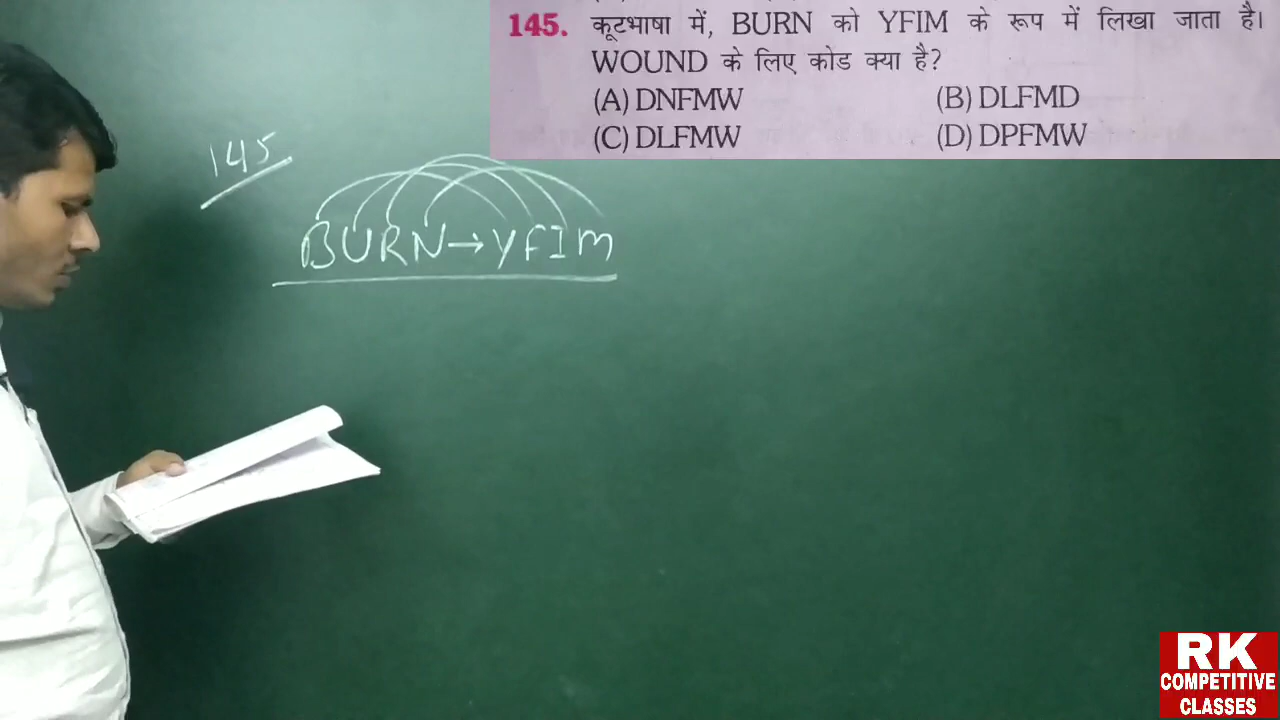 145. कूटभाषा में, BURN को YFIM के रूप में लिखा जाता है।
WOUND के लिए कोड क्या है?
(A) DNFMW (B) DLFMD
(C) DLFMW (D) DPFMW
145
BURN→YFIM
RK
COMPETITIVE
CLASSES